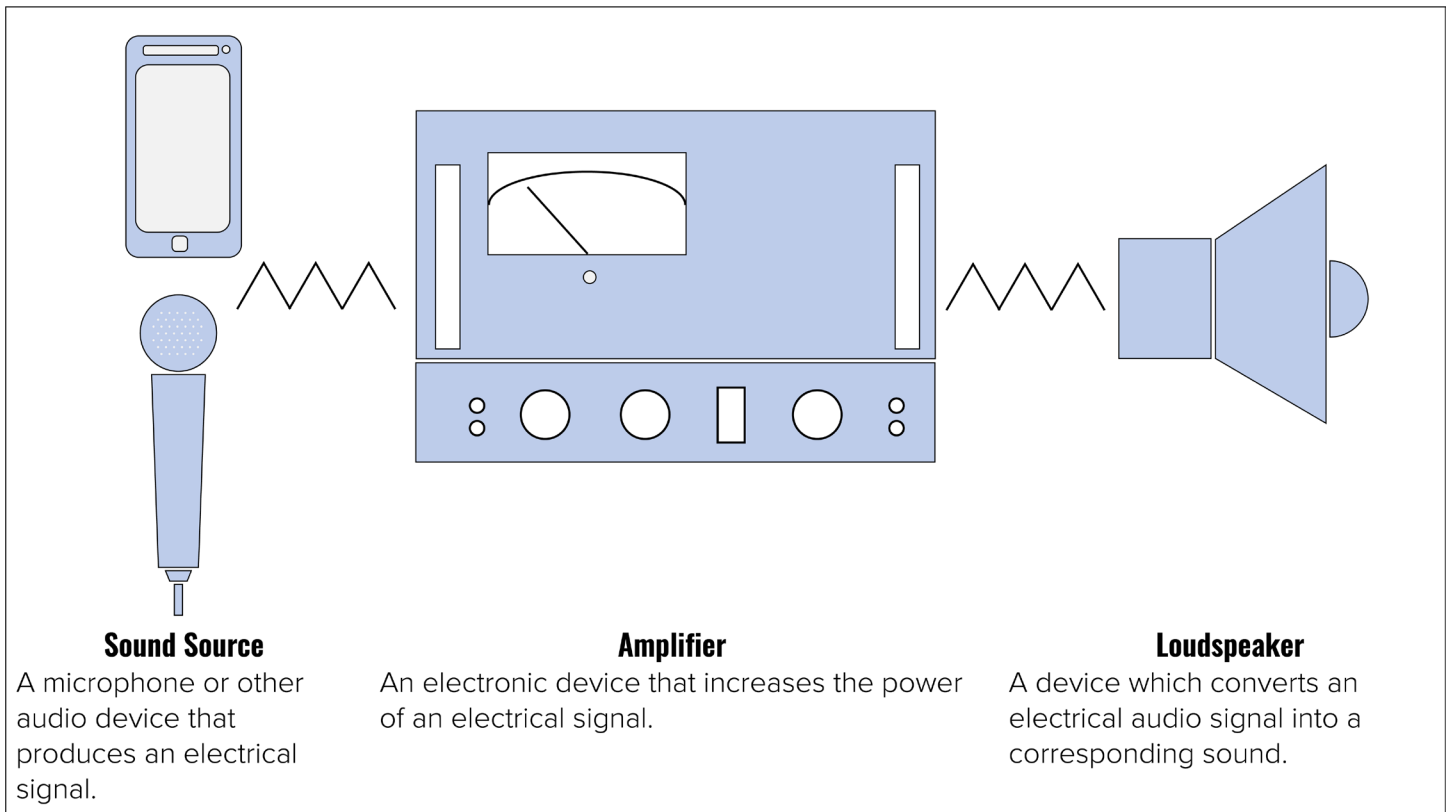 Sound Source
A microphone or other
audio device that
produces an electrical
signal.
Amplifier
An electronic device that increases the power
of an electrical signal.
Loudspeaker
A device which converts an
electrical audio signal into a
corresponding sound.